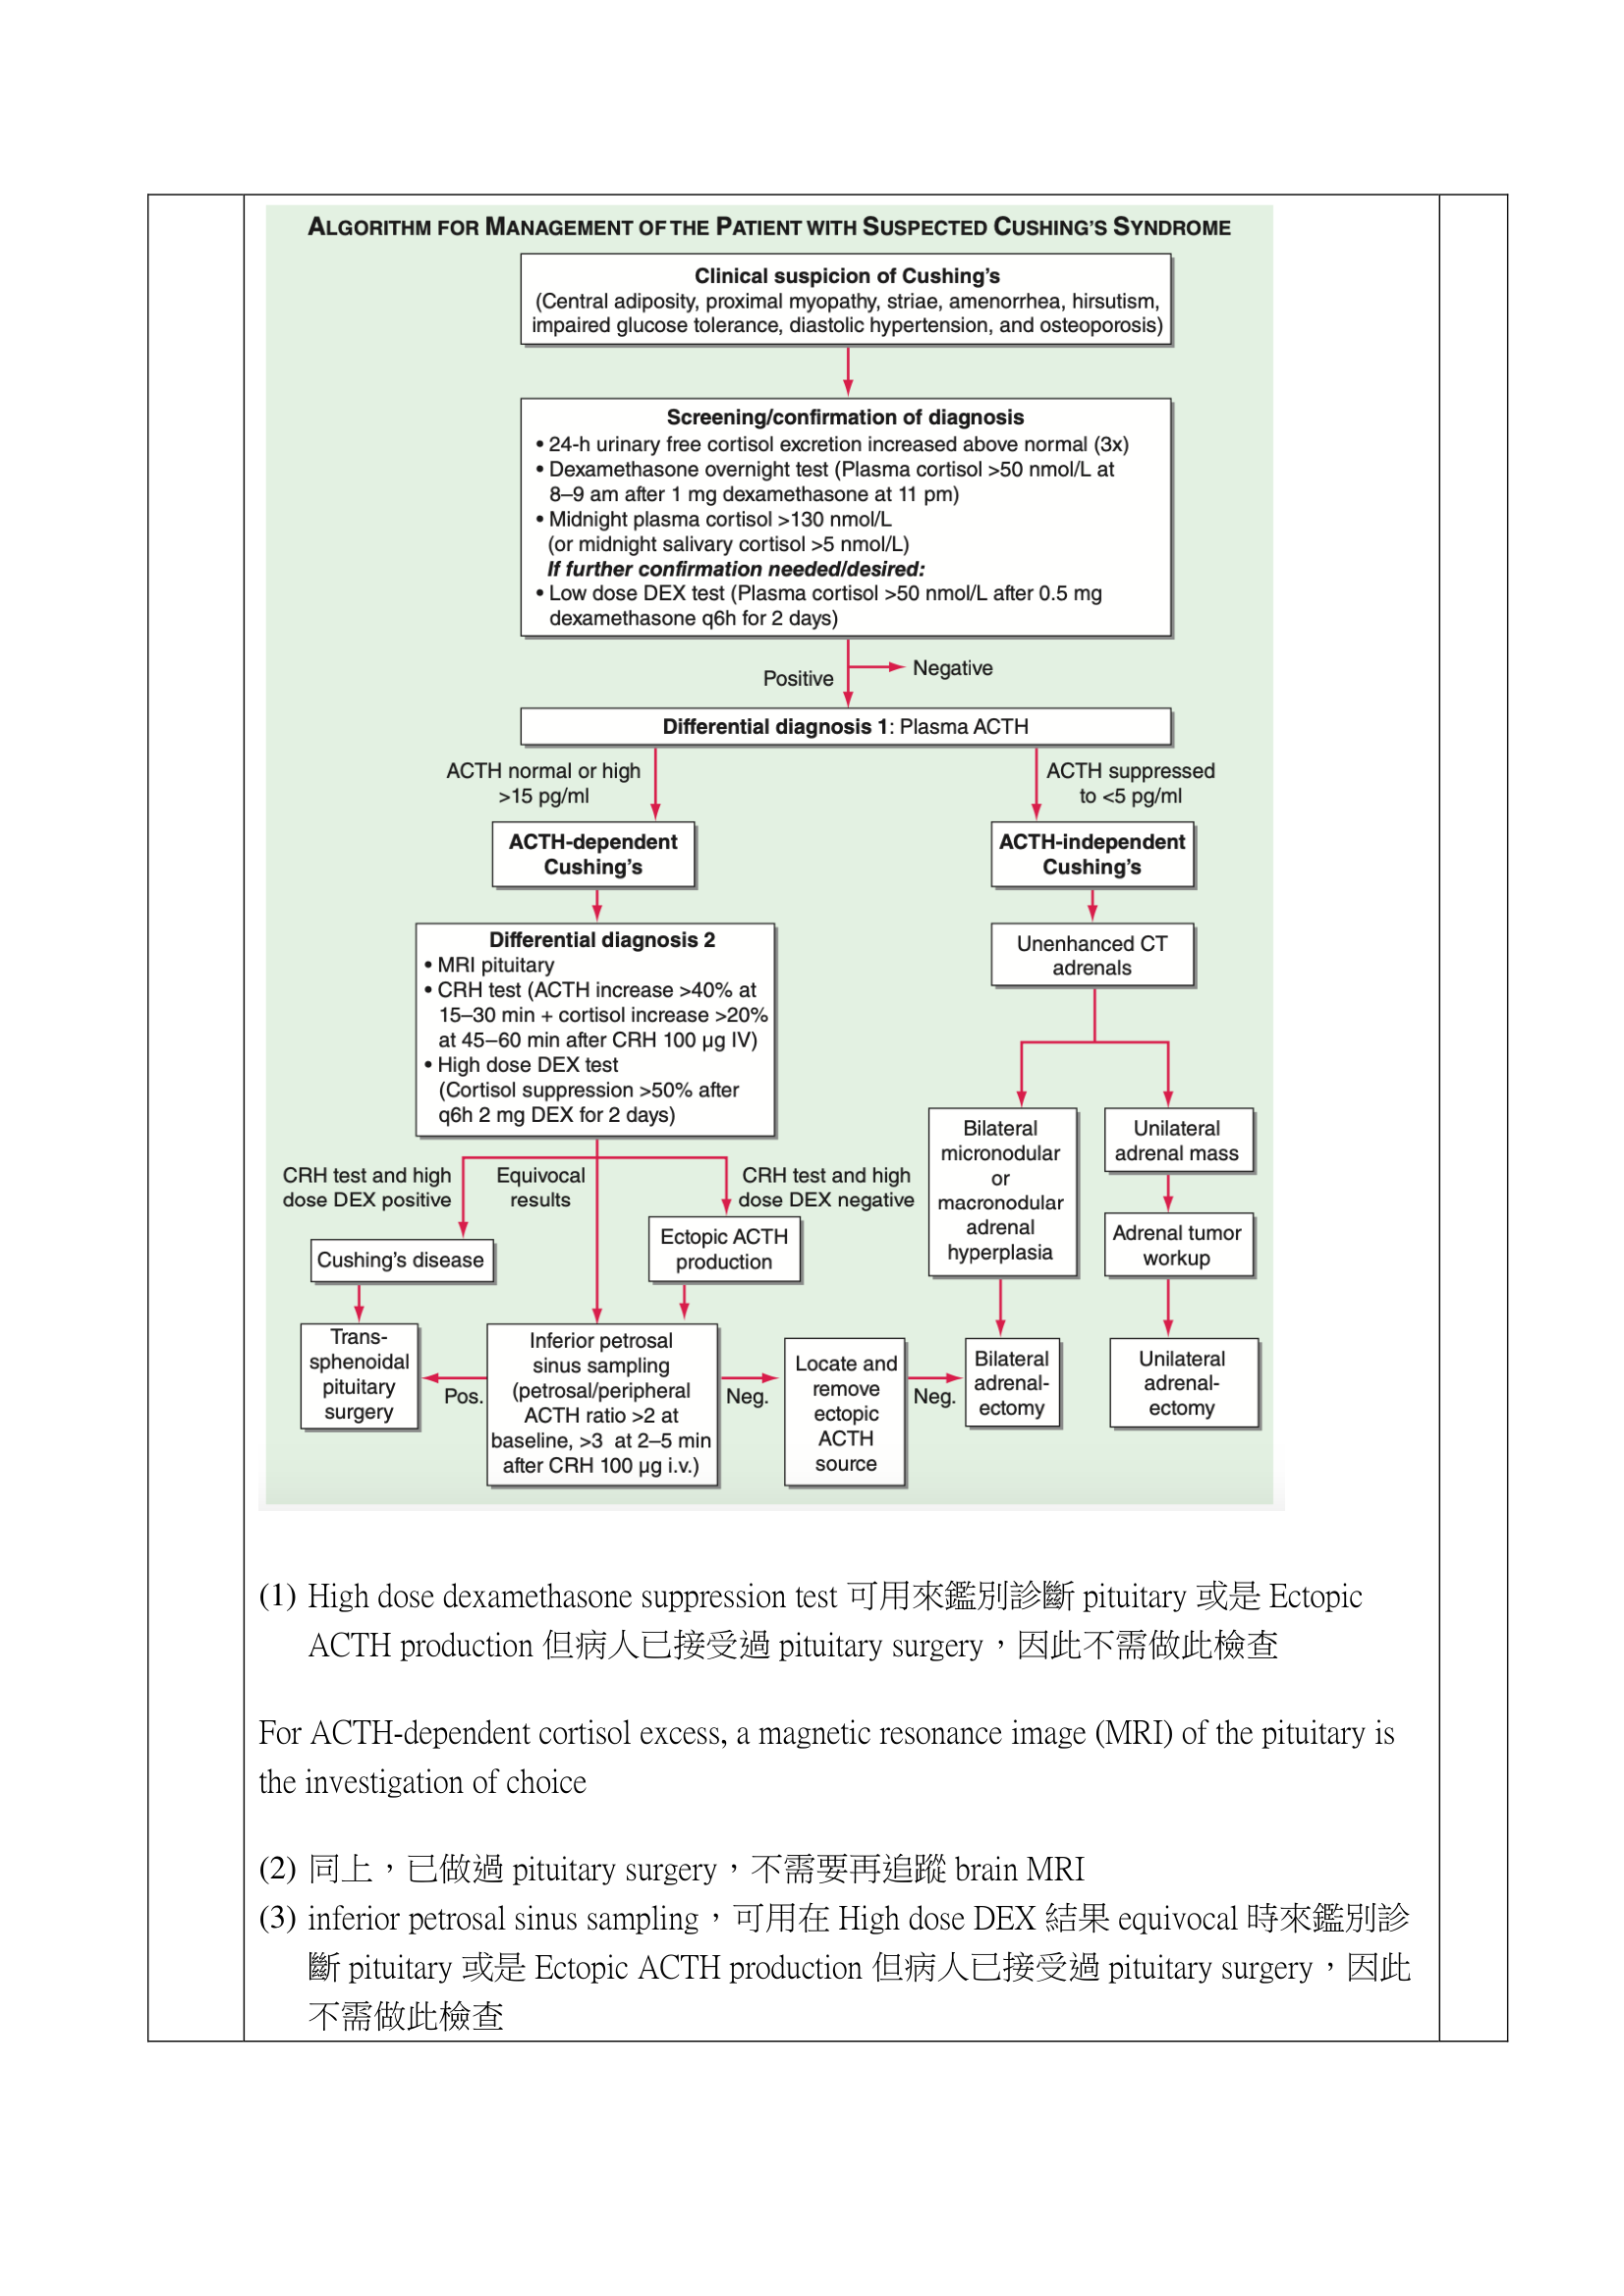 ALGORITHM FOR MANAGEMENT OF THE PATIENT WITH SUSPECTED CUSHING'S SYNDROME
Clinical suspicion of Cushing's
(Central adiposity, proximal myopathy, striae, amenorrhea, hirsutism,
impaired glucose tolerance, diastolic hypertension, and osteoporosis)
Screening/confirmation of diagnosis
• 24-h urinary free cortisol excretion increased above normal (3x)
• Dexamethasone overnight test (Plasma cortisol >50 nmol/L at
8–9 am after 1 mg dexamethasone at 11 pm)
• Midnight plasma cortisol >130 nmol/L
(or midnight salivary cortisol >5 nmol/L)
If further confirmation needed/desired:
• Low dose DEX test (Plasma cortisol >50 nmol/L after 0.5 mg
dexamethasone q6h for 2 days)
Positive
Negative
Differential diagnosis 1: Plasma ACTH
ACTH normal or high
>15 pg/ml
ACTH suppressed
to <5 pg/ml
ACTH-dependent
Cushing's
ACTH-independent
Cushing's
Differential diagnosis 2
• MRI pituitary
• CRH test (ACTH increase >40% at
15–30 min + cortisol increase >20%
at 45–60 min after CRH 100 µg IV)
• High dose DEX test
(Cortisol suppression >50% after
q6h 2 mg DEX for 2 days)
Unenhanced CT
adrenals
CRH test and high
dose DEX positive
Equivocal
results
CRH test and high
dose DEX negative
Bilateral
micronodular
or
macronodular
adrenal
hyperplasia
Unilateral
adrenal mass
Cushing's disease
Ectopic ACTH
production
Adrenal tumor
workup
Trans-
sphenoidal
pituitary
surgery
Pos.
Inferior petrosal
sinus sampling
(petrosal/peripheral
ACTH ratio >2 at
baseline, >3 at 2–5 min
after CRH 100 µg i.v.)
Neg.
Locate and
remove
ectopic
ACTH
source
Neg.
Bilateral
adrenal-
ectomy
Unilateral
adrenal-
ectomy
(1) High dose dexamethasone suppression test 可用來鑑別診斷 pituitary 或是 Ectopic
ACTH production 但病人已接受過 pituitary surgery，因此不需做此檢查
For ACTH-dependent cortisol excess, a magnetic resonance image (MRI) of the pituitary is
the investigation of choice
(2) 同上，已做過 pituitary surgery，不需要再追蹤 brain MRI
(3) inferior petrosal sinus sampling，可用在 High dose DEX 結果 equivocal 時來鑑別診
斷 pituitary 或是 Ectopic ACTH production 但病人已接受過 pituitary surgery，因此
不需做此檢查